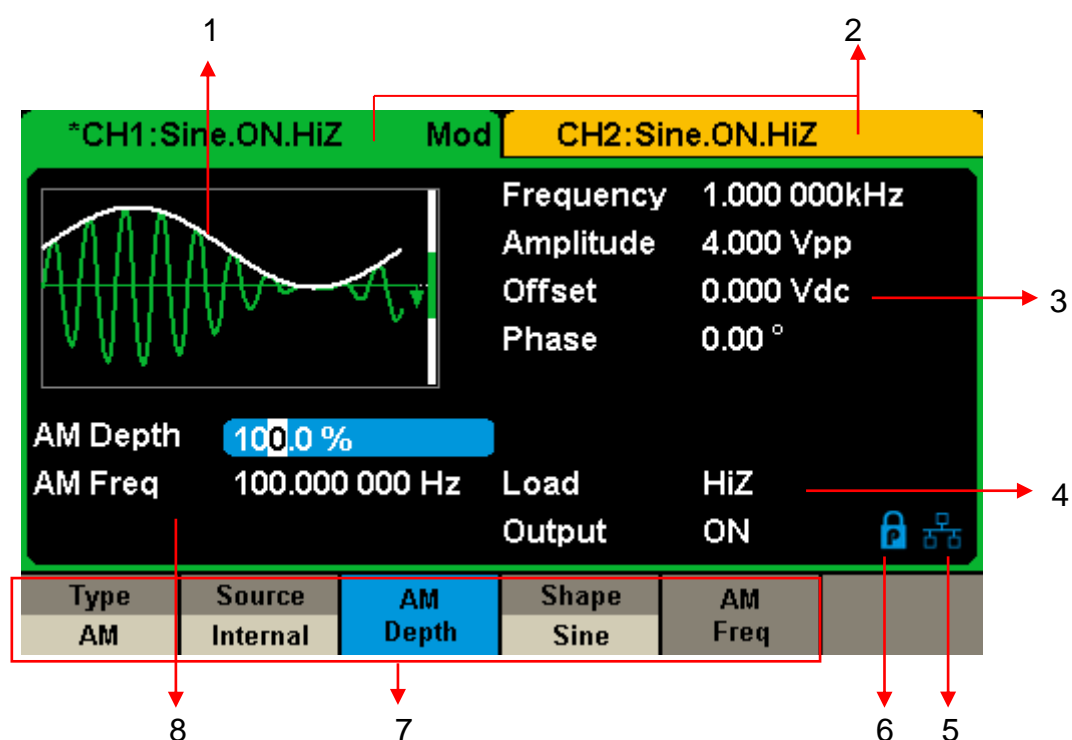 1 2
*CH1:Sine.ON.HiZ Mod CH2:Sine.ON.HiZ
Frequency 1.000 000kHz
Amplitude 4.000 Vpp
Offset 0.000 Vdc
3
Phase 0.00 °
AM Depth 100.0 %
AM Freq 100.000 000 Hz Load HiZ
4
Output ON P
Type Source AM Shape AM
AM Internal Depth Sine Freq
8 7 6 5